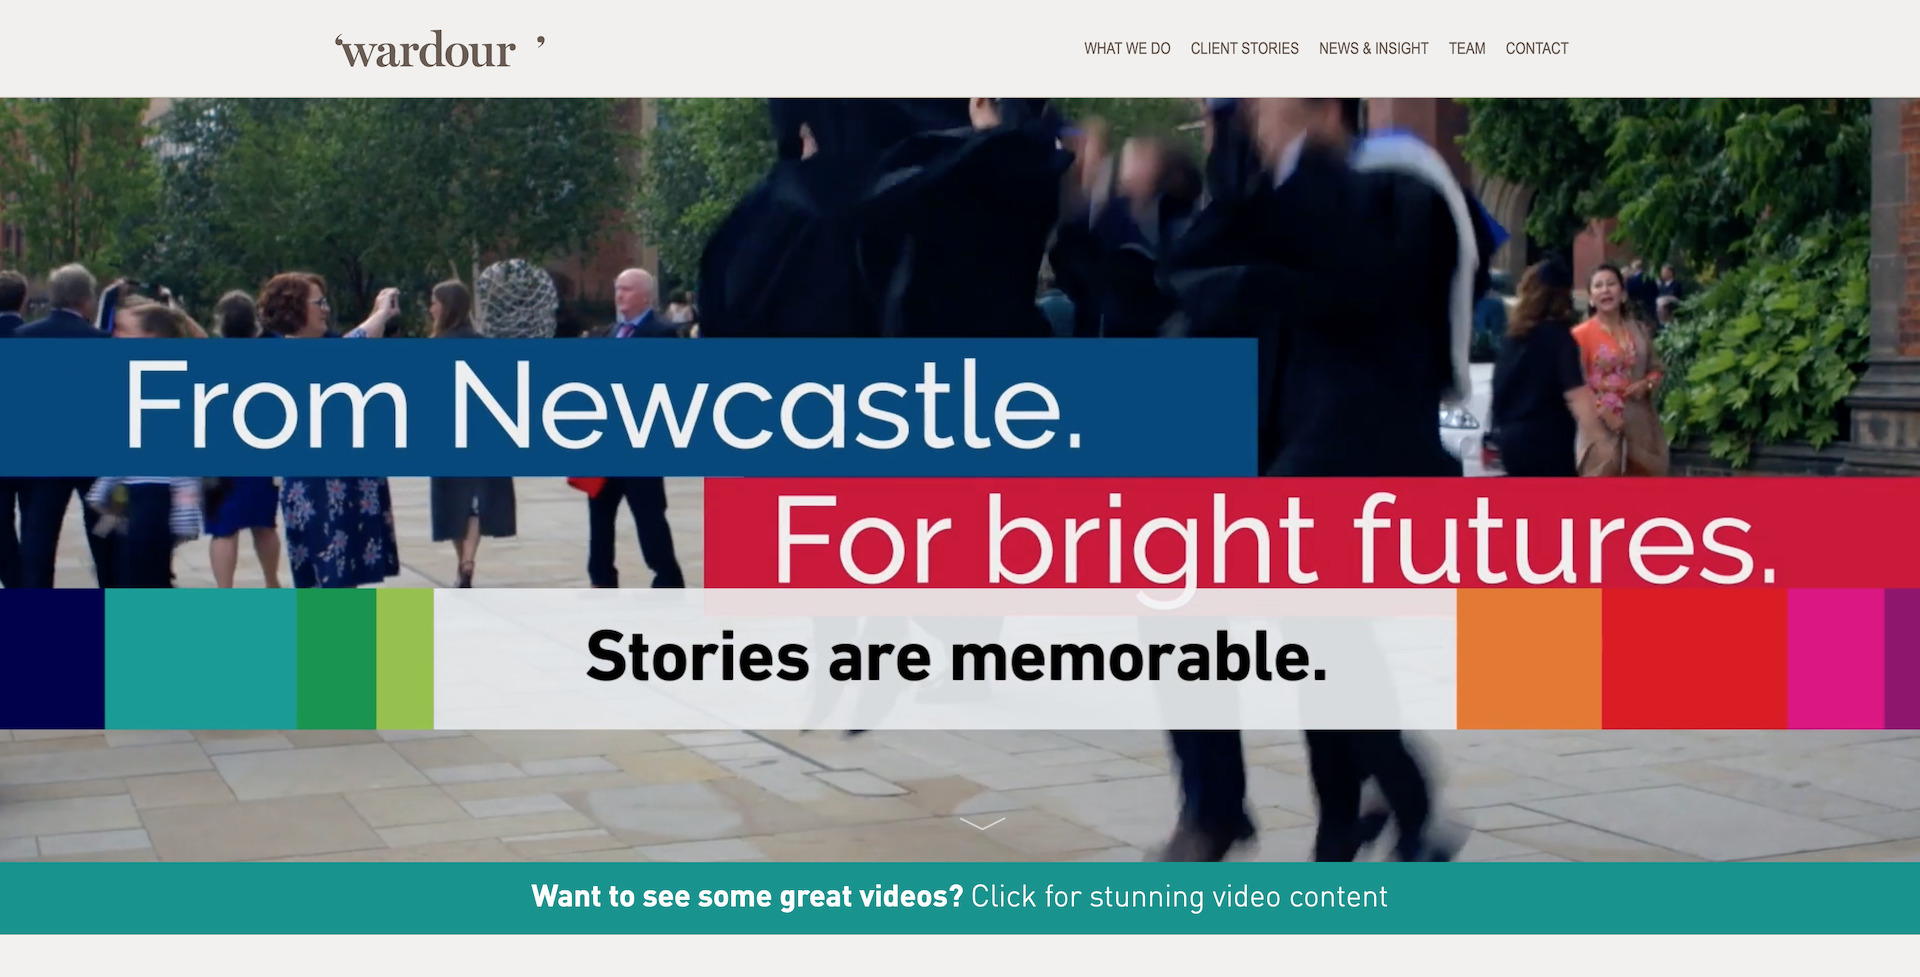 ‘wardour ’
WHAT WE DO CLIENT STORIES NEWS & INSIGHT TEAM CONTACT
From Newcastle.
For bright futures.
Stories are memorable.
Want to see some great videos? Click for stunning video content